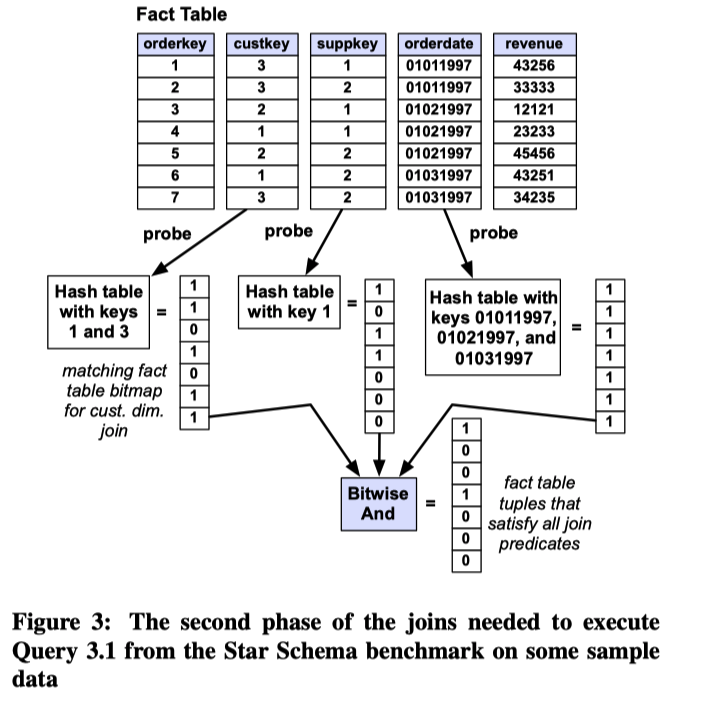 Fact Table
orderkey custkey suppkey orderdate revenue
1 3 1 01011997 43256
2 3 2 01011997 33333
3 2 1 01021997 12121
4 1 1 01021997 23233
5 2 2 01021997 45456
6 1 2 01031997 43251
7 3 2 01031997 34235
probe
probe
probe
Hash table
with keys
1 and 3
=
1
1
0
1
0
1
1
matching fact
table bitmap
for cust. dim.
join
Hash table
with key 1
=
1
0
1
1
0
0
0
Hash table with
keys 01011997,
01021997, and
01031997
=
1
1
1
1
1
1
1
Bitwise
And
=
1
0
0
1
0
0
0
fact table
tuples that
satisfy all join
predicates
Figure 3: The second phase of the joins needed to execute
Query 3.1 from the Star Schema benchmark on some sample
data